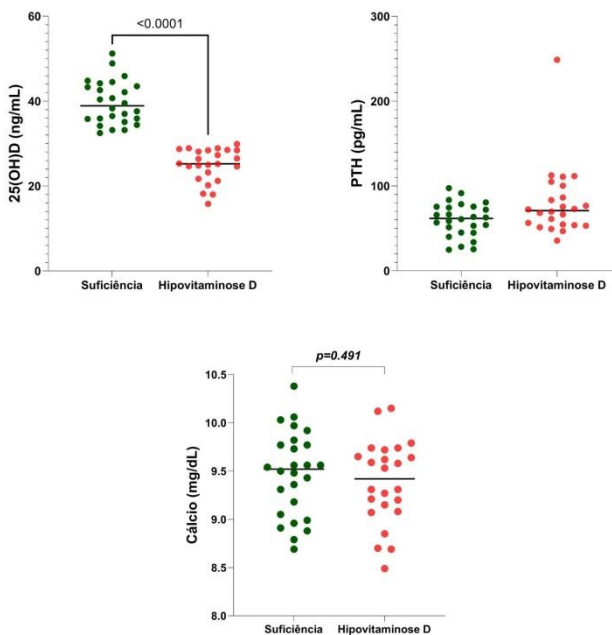 <0.0001
60
40
20
0
25(OH)D (ng/mL)
Suficiência Hipovitaminose D
300
200
100
0
PTH (pg/mL)
Suficiência Hipovitaminose D
p=0.491
10.5
10.0
9.5
9.0
8.5
8.0
Cálcio (mg/dL)
Suficiência Hipovitaminose D